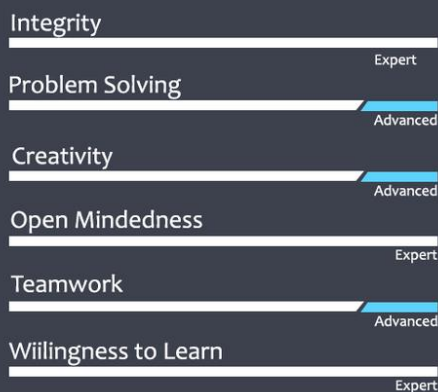 Integrity
Expert
Problem Solving
Advanced
Creativity
Advanced
Open Mindedness
Expert
Teamwork
Advanced
Wiilingness to Learn
Expert